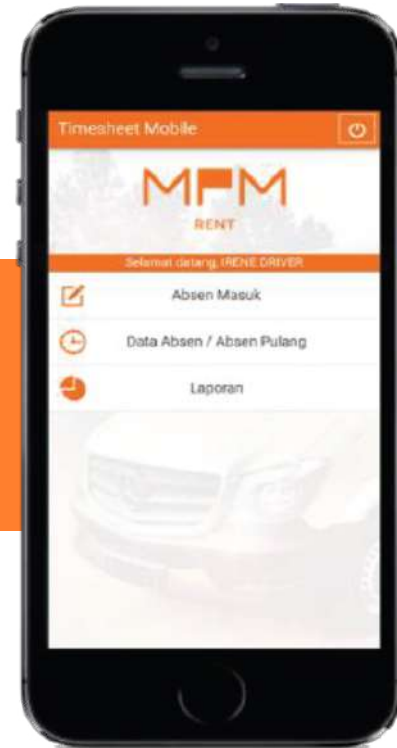 Timesheet Mobile
MPM
RENT
Selamat datang, IRENE DRIVER
Absen Masuk
Data Absen / Absen Pulang
Laporan